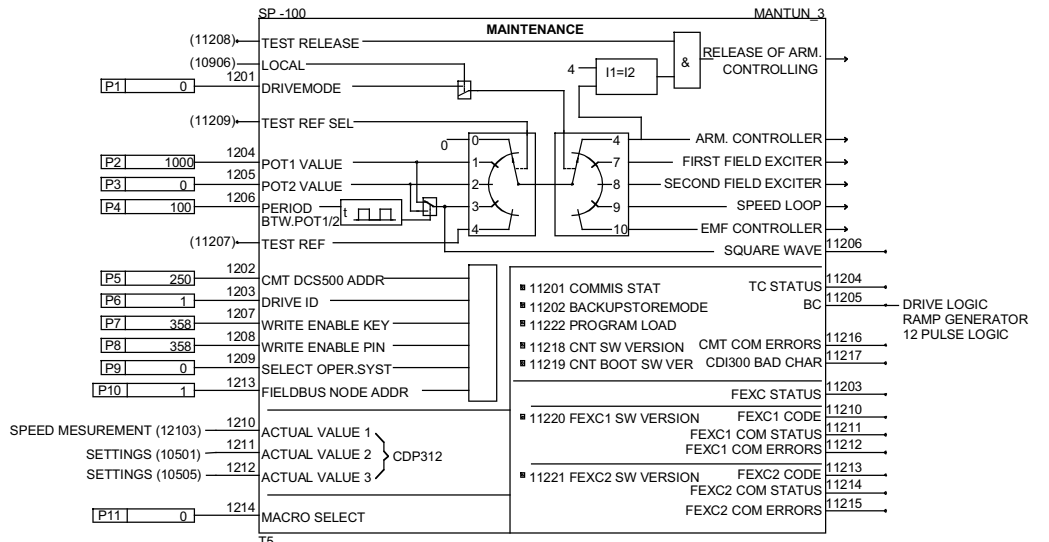 SP -100 MANTUN_3
MAINTENANCE
(11208) TEST RELEASE
(10906) LOCAL
P1 0 1201 DRIVEMODE
(11209) TEST REF SEL
P2 1000 1204 POT1 VALUE
P3 0 1205 POT2 VALUE
P4 100 1206 PERIOD
BTW.POT1/2
t
(11207) TEST REF
0
0
1
2
3
4
4
7
8
9
10
4
I1=I2
&
RELEASE OF ARM.
CONTROLLING
ARM. CONTROLLER
FIRST FIELD EXCITER
SECOND FIELD EXCITER
SPEED LOOP
EMF CONTROLLER
SQUARE WAVE 11206
P5 250 1202 CMT DCS500 ADDR
P6 1 1203 DRIVE ID
P7 358 1207 WRITE ENABLE KEY
P8 358 1208 WRITE ENABLE PIN
P9 0 1209 SELECT OPER.SYST
P10 1 1213 FIELDBUS NODE ADDR
11201 COMMIS STAT
11202 BACKUPSTOREMODE
11222 PROGRAM LOAD
11218 CNT SW VERSION
11219 CNT BOOT SW VER
TC STATUS 11204
BC 11205
DRIVE LOGIC
RAMP GENERATOR
12 PULSE LOGIC
CMT COM ERRORS 11216
CDI300 BAD CHAR 11217
FEXC STATUS 11203
11220 FEXC1 SW VERSION FEXC1 CODE 11210
FEXC1 COM STATUS 11211
FEXC1 COM ERRORS 11212
11221 FEXC2 SW VERSION FEXC2 CODE 11213
FEXC2 COM STATUS 11214
FEXC2 COM ERRORS 11215
SPEED MESUREMENT (12103) 1210 ACTUAL VALUE 1
SETTINGS (10501) 1211 ACTUAL VALUE 2
SETTINGS (10505) 1212 ACTUAL VALUE 3
CDP312
P11 0 1214 MACRO SELECT
T5